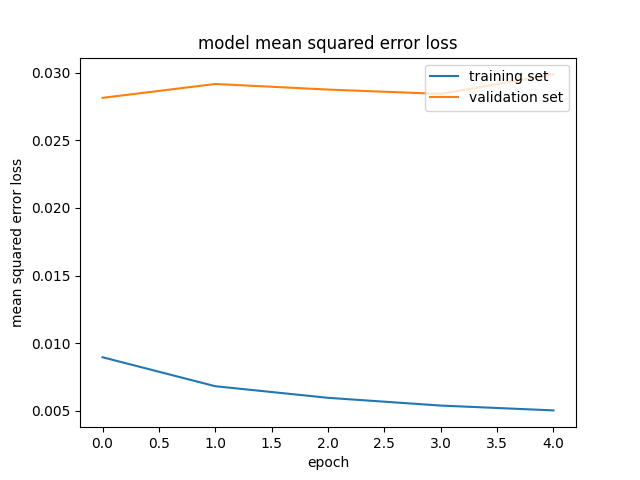 model mean squared error loss
training set
validation set
0.030
0.025
0.020
0.015
0.010
0.005
mean squared error loss
0.0 0.5 1.0 1.5 2.0 2.5 3.0 3.5 4.0
epoch